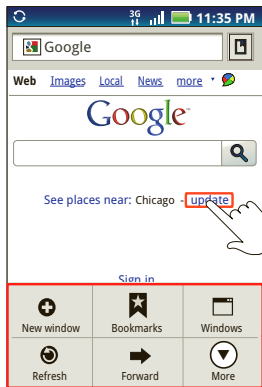 3G 11:35 PM
Google
Web Images Local News more
Google
See places near: Chicago - update
Sign in
New window Bookmarks Windows
Refresh Forward More